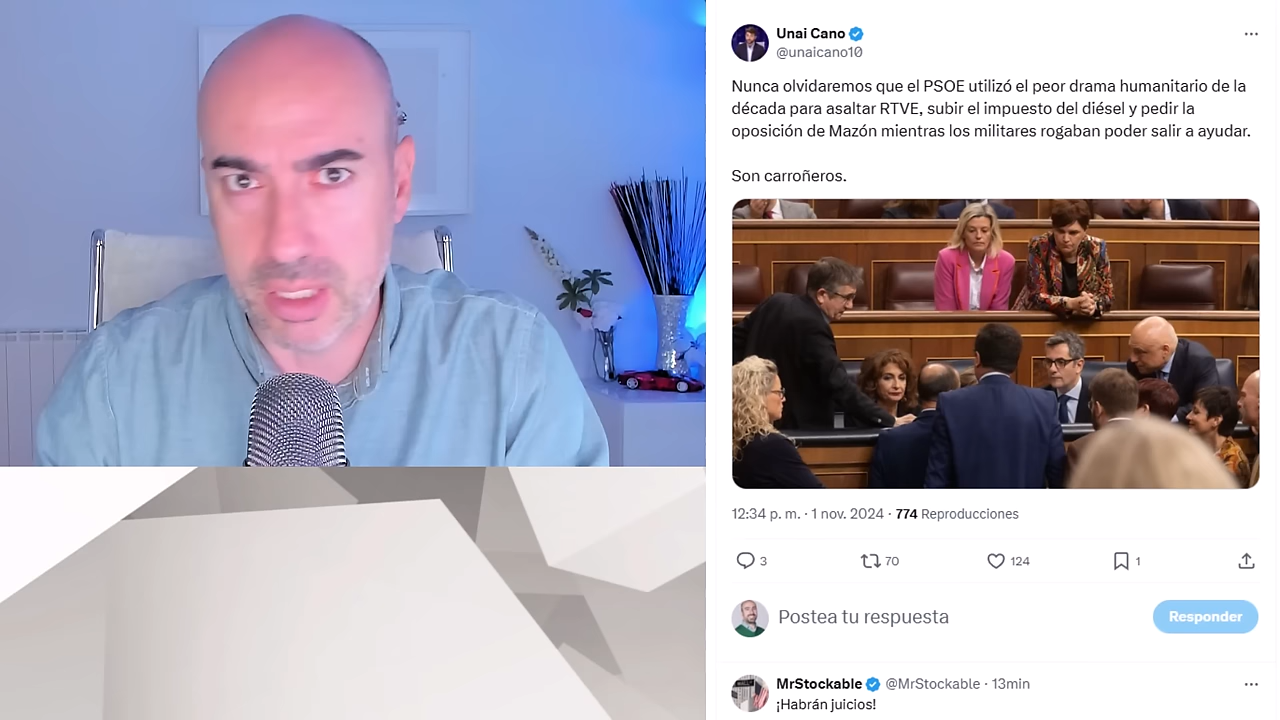 Unai Cano
@unaicano10
Nunca olvidaremos que el PSOE utilizó el peor drama humanitario de la
década para asaltar RTVE, subir el impuesto del diésel y pedir la
oposición de Mazón mientras los militares rogaban poder salir a ayudar.
Son carroñeros.
12:34 p. m. · 1 nov. 2024 · 774 Reproducciones
3 70 124 1
Postea tu respuesta
Responder
MrStockable @MrStockable · 13min
¡Habrán juicios!